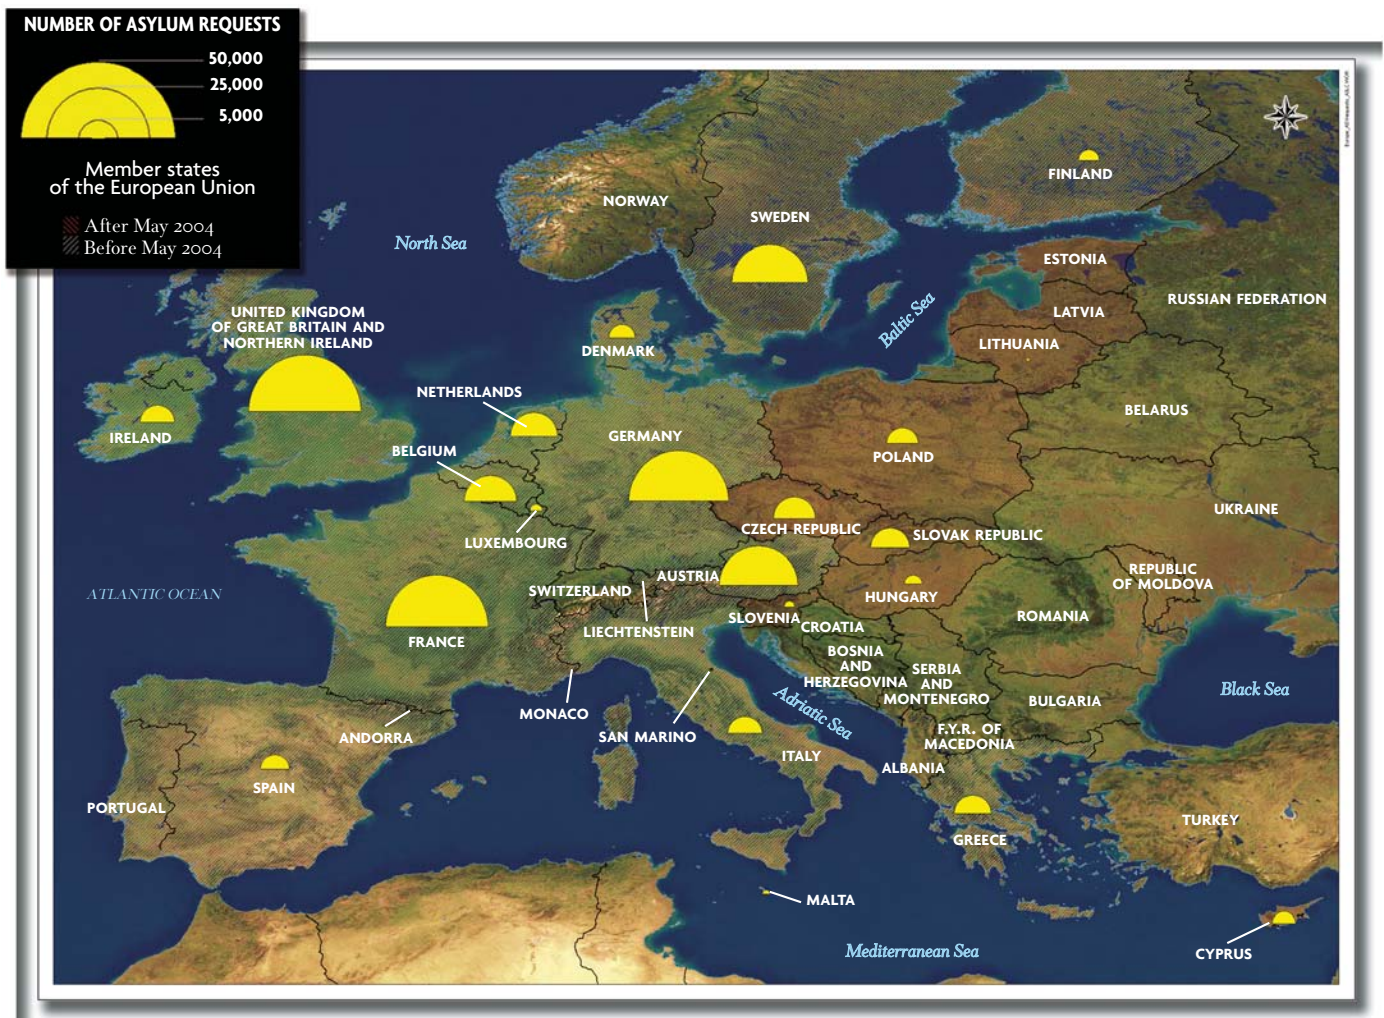 NUMBER OF ASYLUM REQUESTS
50,000
25,000
5,000
Member states
of the European Union
After May 2004
Before May 2004
NORWAY
SWEDEN
FINLAND
North Sea
ESTONIA
RUSSIAN FEDERATION
LATVIA
Baltic Sea
LITHUANIA
UNITED KINGDOM
OF GREAT BRITAIN AND
NORTHERN IRELAND
DENMARK
NETHERLANDS
BELARUS
IRELAND
GERMANY
BELGIUM
POLAND
UKRAINE
CZECH REPUBLIC
SLOVAK REPUBLIC
LUXEMBOURG
REPUBLIC
OF MOLDOVA
ATLANTIC OCEAN
SWITZERLAND
AUSTRIA
HUNGARY
ROMANIA
SLOVENIA
CROATIA
LIECHTENSTEIN
FRANCE
BOSNIA
AND
HERZEGOVINA
SERBIA
AND
MONTENEGRO
Black Sea
BULGARIA
Adriatic Sea
MONACO
SAN MARINO
ANDORRA
F.Y.R. OF
MACEDONIA
ITALY
ALBANIA
SPAIN
PORTUGAL
TURKEY
GREECE
MALTA
Mediterranean Sea
CYPRUS